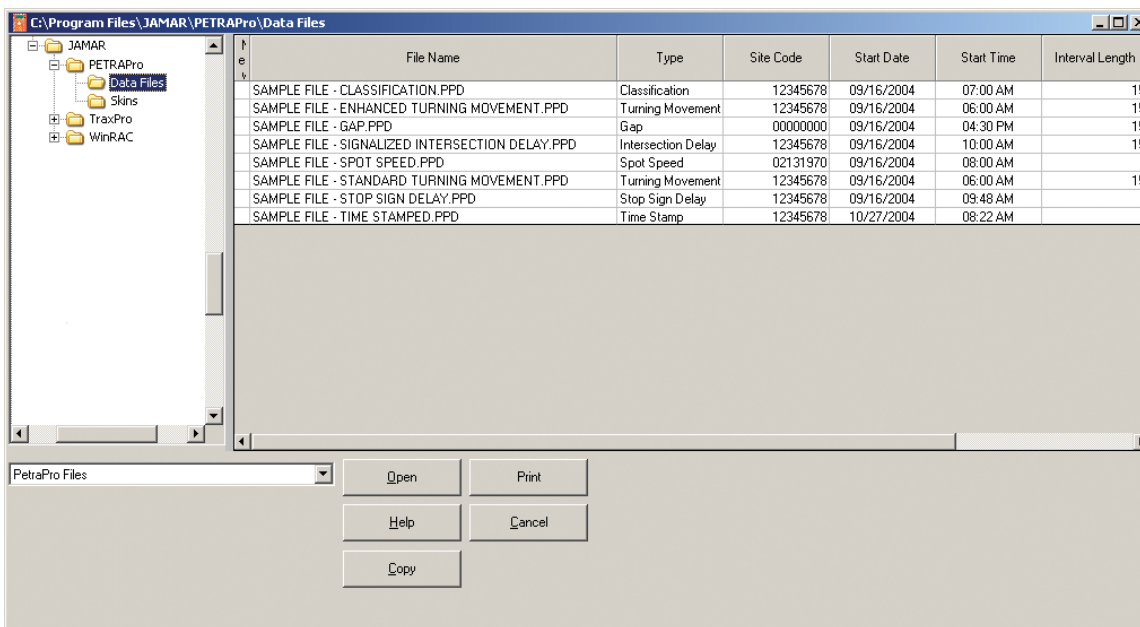 C:\Program Files\JAMAR\PETRAPro\Data Files
JAMAR
PETRAPro
Data Files
Skins
TraxPro
WinRAC
File Name Type Site Code Start Date Start Time Interval Length
SAMPLE FILE - CLASSIFICATION.PPD Classification 12345678 09/16/2004 07:00 AM
SAMPLE FILE - ENHANCED TURNING MOVEMENT.PPD Turning Movement 12345678 09/16/2004 06:00 AM
SAMPLE FILE - GAP.PPD Gap 00000000 09/16/2004 04:30 PM
SAMPLE FILE - SIGNALIZED INTERSECTION DELAY.PPD Intersection Delay 12345678 09/16/2004 10:00 AM
SAMPLE FILE - SPOT SPEED.PPD Spot Speed 02131970 09/16/2004 08:00 AM
SAMPLE FILE - STANDARD TURNING MOVEMENT.PPD Turning Movement 12345678 09/16/2004 06:00 AM
SAMPLE FILE - STOP SIGN DELAY.PPD Stop Sign Delay 12345678 09/16/2004 09:48 AM
SAMPLE FILE - TIME STAMPED.PPD Time Stamp 12345678 10/27/2004 08:22 AM
PetraPro Files
Open Print
Help Cancel
Copy